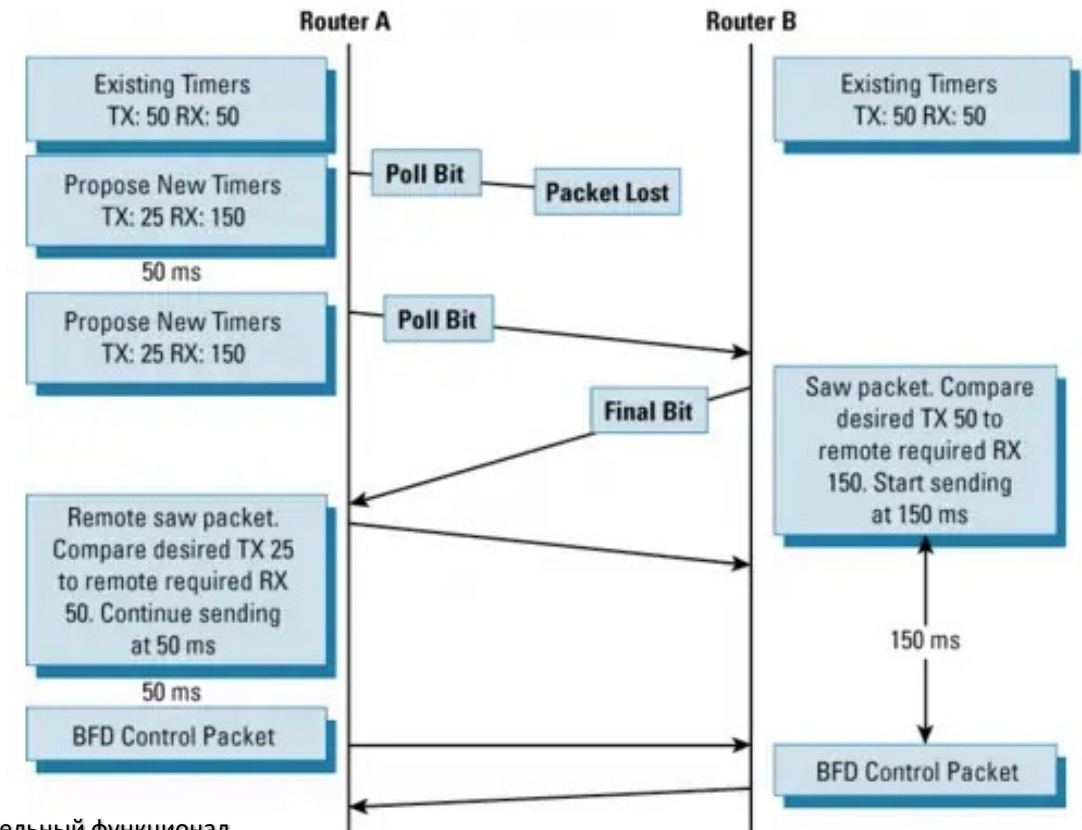 Router A
Router B
Existing Timers
TX: 50 RX: 50
Existing Timers
TX: 50 RX: 50
Propose New Timers
TX: 25 RX: 150
Poll Bit
Packet Lost
50 ms
Propose New Timers
TX: 25 RX: 150
Poll Bit
Final Bit
Saw packet. Compare
desired TX 50 to
remote required RX
150. Start sending
at 150 ms
Remote saw packet.
Compare desired TX 25
to remote required RX
50. Continue sending
at 50 ms
150 ms
50 ms
BFD Control Packet
BFD Control Packet
функционал